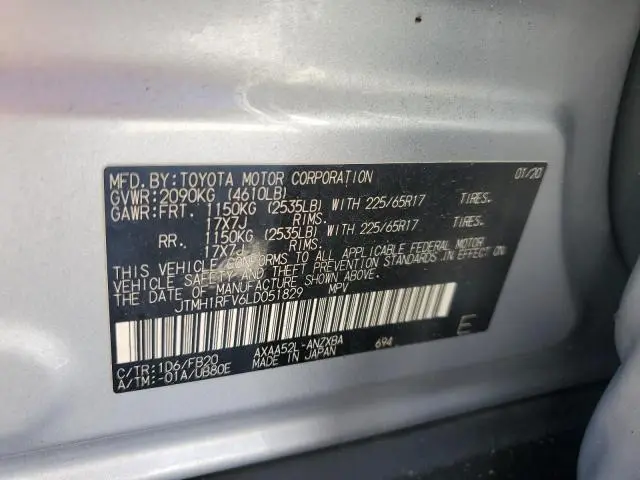 MFD.BY:TOYOTA MOTOR CORPORATION 01/20
GVWR:2090KG (4610LB)
GAWR:FRT. 1150KG (2535LB) WITH 225/65R17 TIRES.
17X7J RIMS.
RR. 1150KG (2535LB) WITH 225/65R17 TIRES.
17X7J RIMS.
THIS VEHICLE CONFORMS TO ALL APPLICABLE FEDERAL MOTOR
VEHICLE SAFETY AND THEFT PREVENTION STANDARDS IN EFFECT ON
THE DATE OF MANUFACTURE SHOWN ABOVE.
JTMH1RFV6LD051829 MPV
E
C/TR:1D6/FB20 AXAA52L-ANZXBA 694
A/TM:-01A/UB80E MADE IN JAPAN